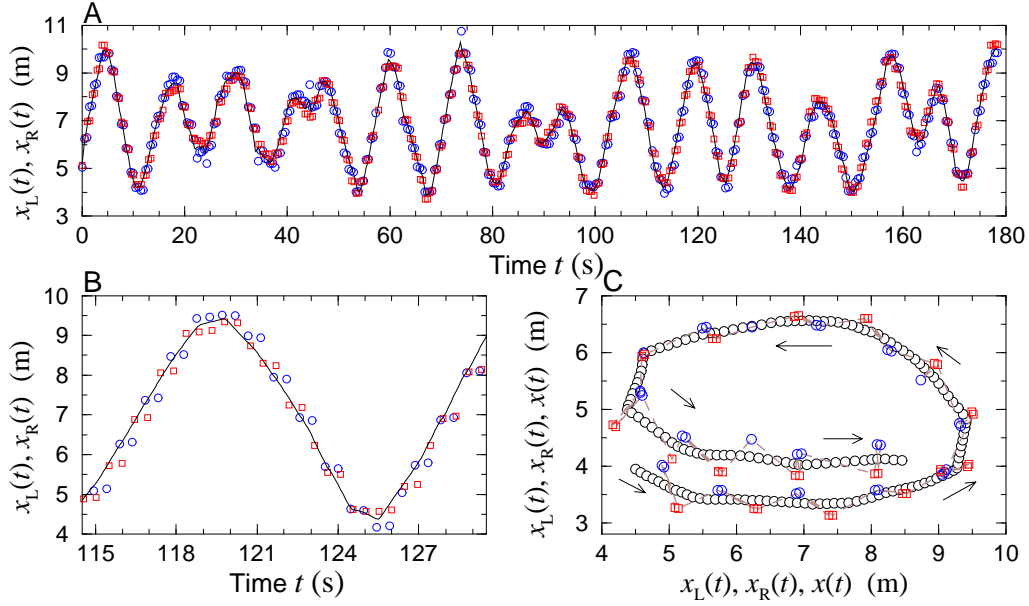 A
11
9
7
5
3
x_L(t), x_R(t) (m)
0 20 40 60 80 100 120 140 160 180
Time t (s)
B
10
9
8
7
6
5
4
x_L(t), x_R(t) (m)
115 118 121 124 127
Time t (s)
C
7
6
5
4
3
x_L(t), x_R(t), x(t) (m)
4 5 6 7 8 9 10
x_L(t), x_R(t), x(t) (m)